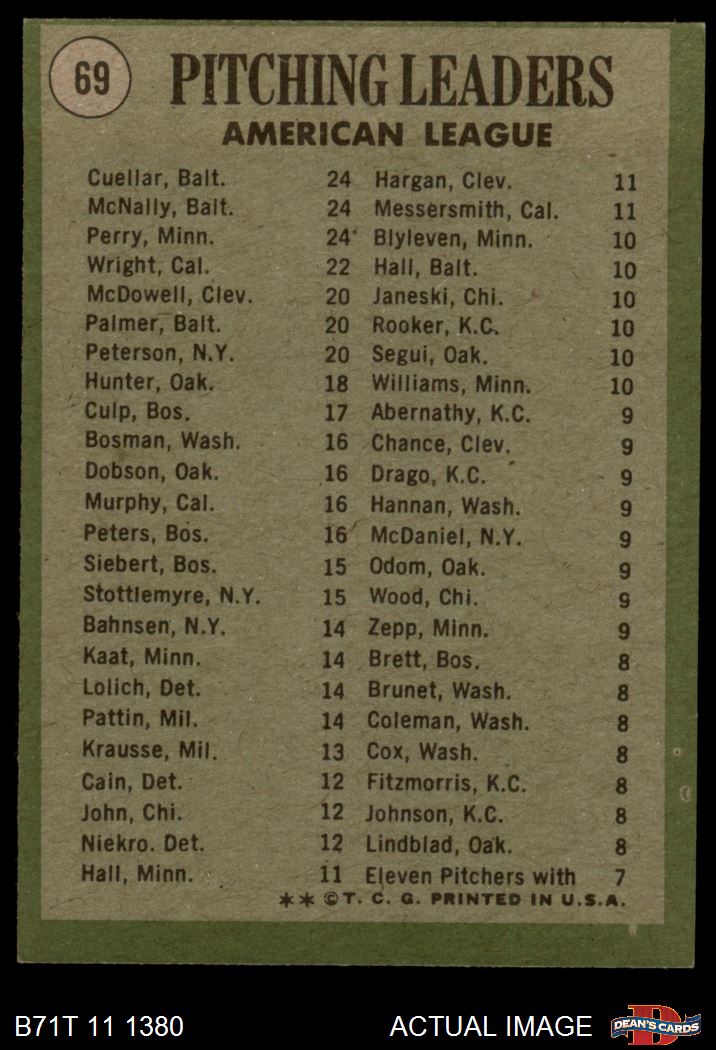 69
PITCHING LEADERS
AMERICAN LEAGUE
Cuellar, Balt. 24 Hargan, Clev. 11
McNally, Balt. 24 Messersmith, Cal. 11
Perry, Minn. 24 Blyleven, Minn. 10
Wright, Cal. 22 Hall, Balt. 10
McDowell, Clev. 20 Janeski, Chi. 10
Palmer, Balt. 20 Rooker, K.C. 10
Peterson, N.Y. 20 Segui, Oak. 10
Hunter, Oak. 18 Williams, Minn. 10
Culp, Bos. 17 Abernathy, K.C. 9
Bosman, Wash. 16 Chance, Clev. 9
Dobson, Oak. 16 Drago, K.C. 9
Murphy, Cal. 16 Hannan, Wash. 9
Peters, Bos. 16 McDaniel, N.Y. 9
Siebert, Bos. 15 Odom, Oak. 9
Stottlemyre, N.Y. 15 Wood, Chi. 9
Bahnsen, N.Y. 14 Zepp, Minn. 9
Kaat, Minn. 14 Brett, Bos. 8
Lolich, Det. 14 Brunet, Wash. 8
Pattin, Mil. 14 Coleman, Wash. 8
Krausse, Mil. 13 Cox, Wash. 8
Cain, Det. 12 Fitzmorris, K.C. 8
John, Chi. 12 Johnson, K.C. 8
Niekro. Det. 12 Lindblad, Oak. 8
Hall, Minn. 11 Eleven Pitchers with 7
✶✶ © T. C. G. PRINTED IN U.S.A.
B71T 11 1380 ACTUAL IMAGE
D
DEAN'S CARDS